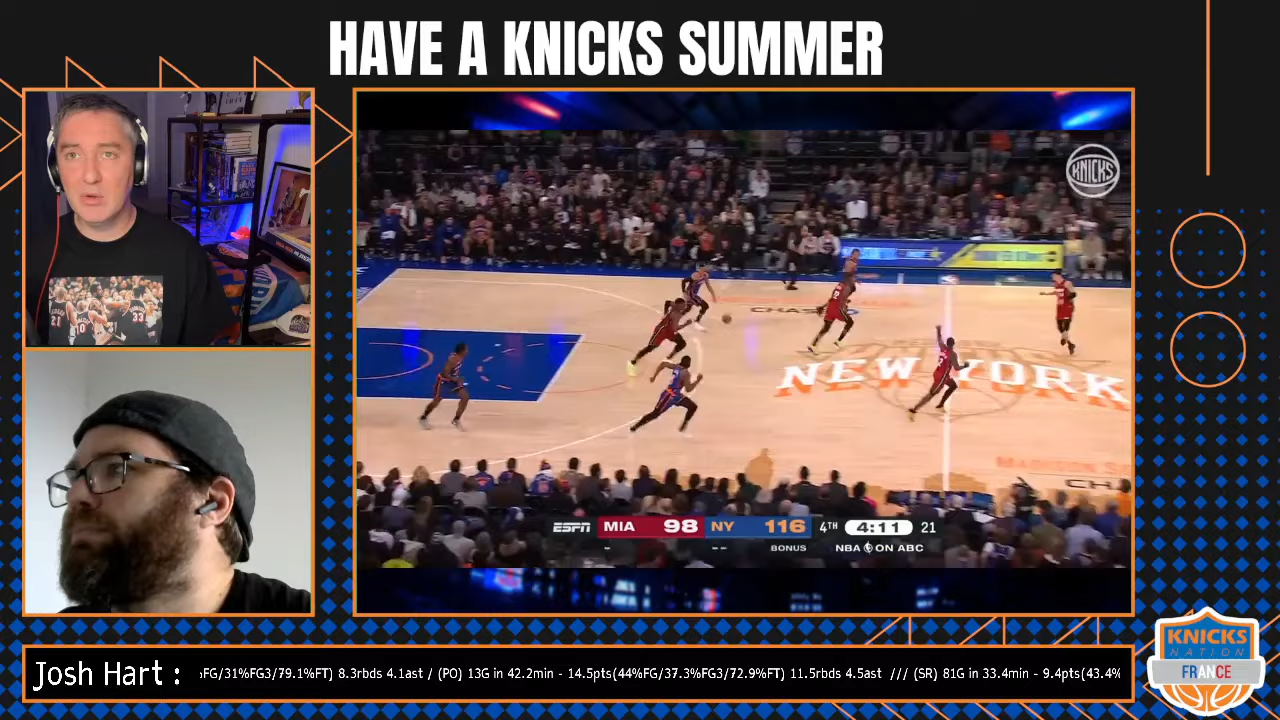 HAVE A KNICKS SUMMER
KNICKS
CHASE
NEW YORK
ESPN MIA 98 NY 116 4TH 4:11 21
BONUS NBA ON ABC
Josh Hart : FG/31%FG3/79.1%FT) 8.3rbds 4.1ast / (PO) 13G in 42.2min - 14.5pts(44%FG/37.3%FG3/72.9%FT) 11.5rbds 4.5ast /// (SR) 81G in 33.4min - 9.4pts(43.4%
KNICKS
NATION
FRANCE